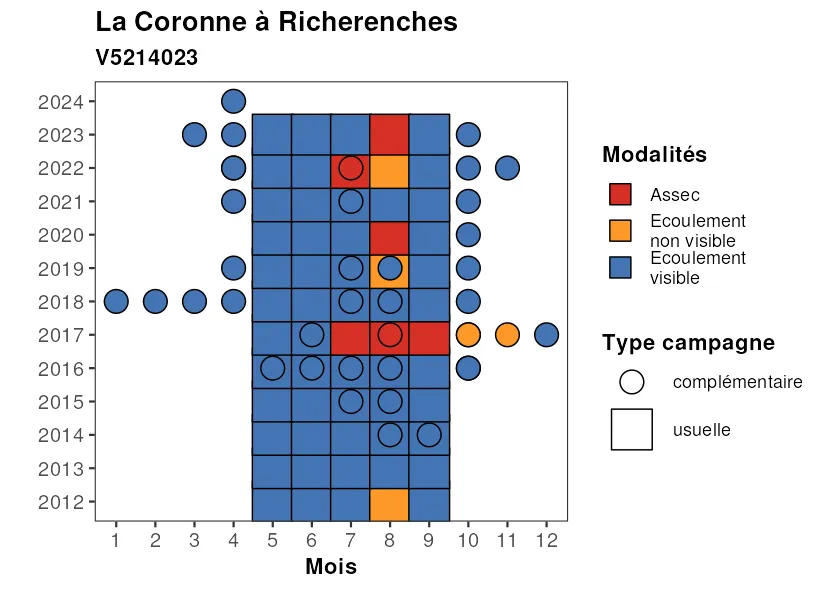 La Coronne à Richerenches
V5214023
2024
2023
2022
2021
2020
2019
2018
2017
2016
2015
2014
2013
2012
1 2 3 4 5 6 7 8 9 10 11 12
Mois
Modalités
Assec
Ecoulement
non visible
Ecoulement
visible
Type campagne
complémentaire
usuelle